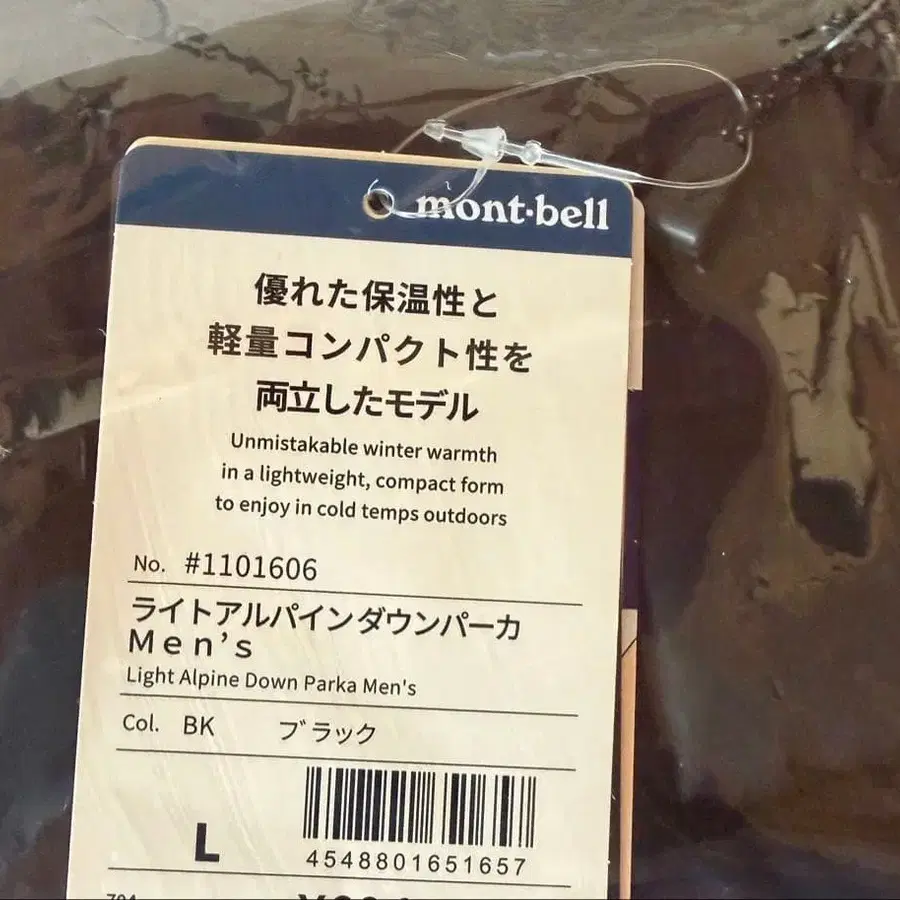 mont·bell
優れた保温性と
軽量コンパクト性を
両立したモデル
Unmistakable winter warmth
in a lightweight, compact form
to enjoy in cold temps outdoors
No. #1101606
ライトアルパインダウンパーカ
Men's
Light Alpine Down Parka Men's
Col. BK ブラック
L
4548801651657